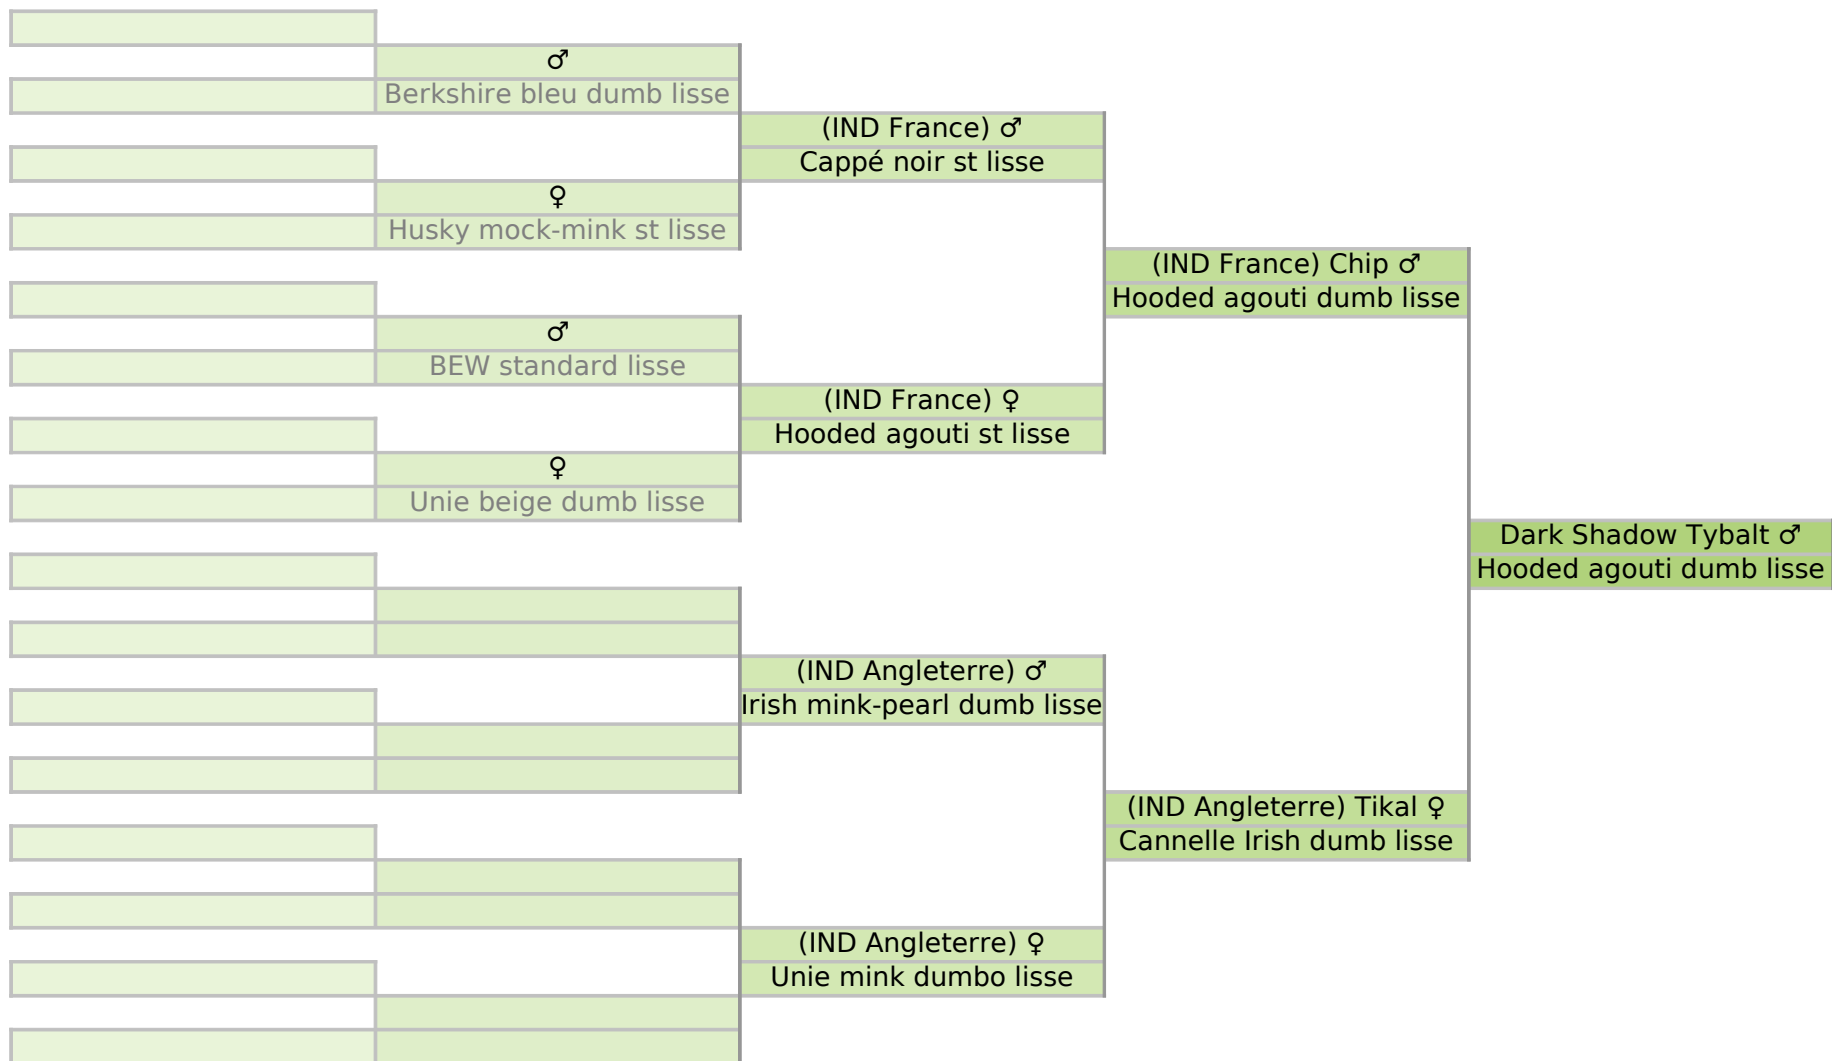 ♂
Berkshire bleu dumb lisse
(IND France) ♂
Cappé noir st lisse
♀
Husky mock-mink st lisse
(IND France) Chip ♂
Hooded agouti dumb lisse
♂
BEW standard lisse
(IND France) ♀
Hooded agouti st lisse
♀
Unie beige dumb lisse
Dark Shadow Tybalt ♂
Hooded agouti dumb lisse
(IND Angleterre) ♂
Irish mink-pearl dumb lisse
(IND Angleterre) Tikal ♀
Cannelle Irish dumb lisse
(IND Angleterre) ♀
Unie mink dumbo lisse